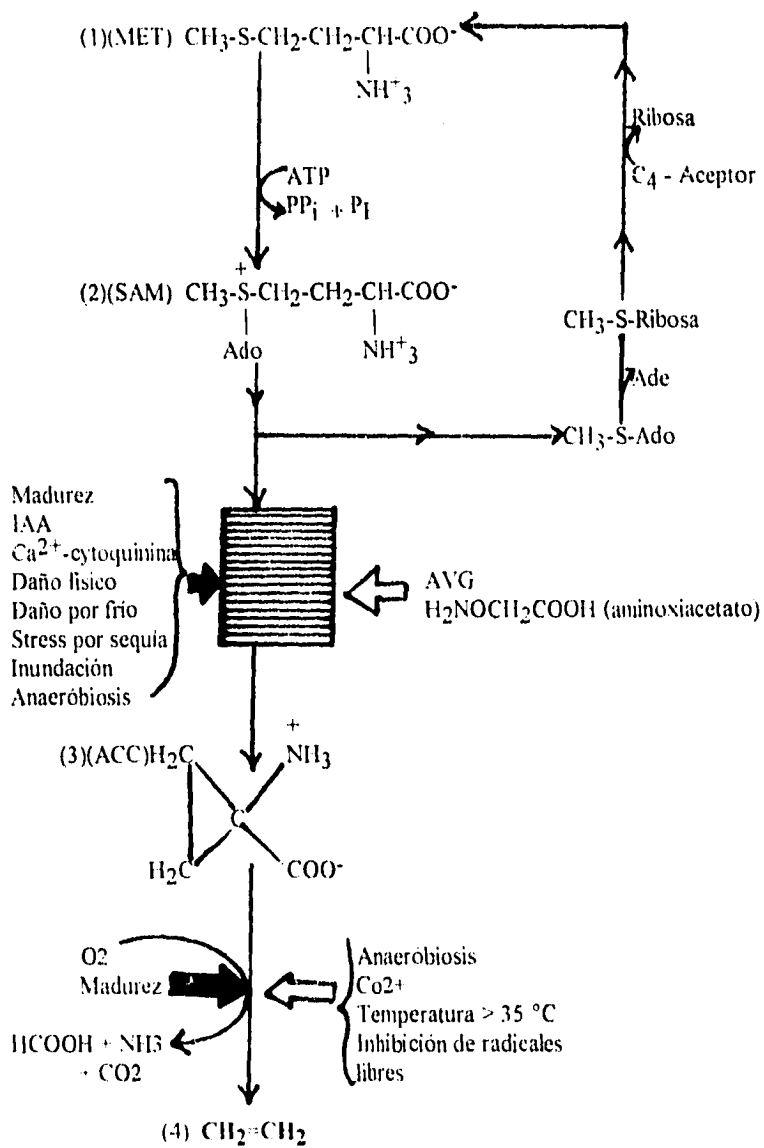 (1)(MET) CH3-S-CH2-CH2-CH-COO-
NH+3
Ribosa
C4 - Aceptor
ATP
PPi + Pi
+
(2)(SAM) CH3-S-CH2-CH2-CH-COO-
Ado
NH+3
CH3-S-Ribosa
Ade
CH3-S-Ado
Madurez
IAA
Ca2+-cytoquinina
Daño físico
Daño por frío
Stress por sequía
Inundación
Anaeróbiosis
AVG
H2NOCH2COOH (aminoxiacetato)
+
(3)(ACC)H2C NH3
C
H2C COO-
O2
Madurez
HCOOH + NH3
+ CO2
Anaeróbiosis
Co2+
Temperatura > 35 °C
Inhibición de radicales
libres
(4) CH2=CH2